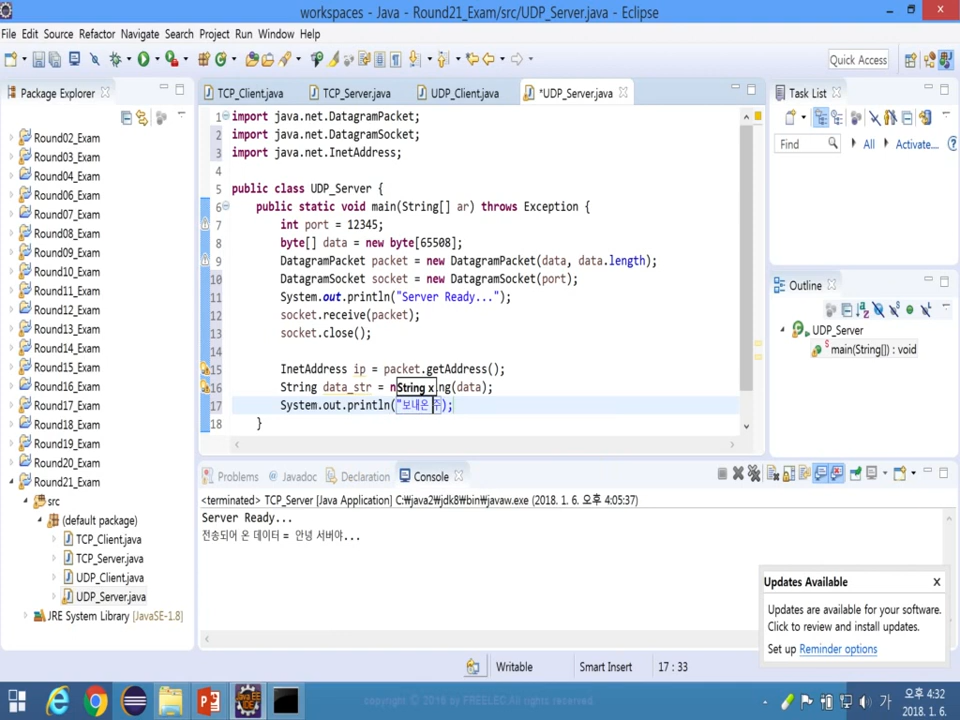 workspaces - Java - Round21_Exam/src/UDP_Server.java - Eclipse
File Edit Source Refactor Navigate Search Project Run Window Help
Quick Access
Package Explorer
Round02_Exam
Round03_Exam
Round04_Exam
Round06_Exam
Round07_Exam
Round08_Exam
Round09_Exam
Round10_Exam
Round11_Exam
Round12_Exam
Round13_Exam
Round14_Exam
Round15_Exam
Round16_Exam
Round17_Exam
Round18_Exam
Round19_Exam
Round20_Exam
Round21_Exam
src
(default package)
TCP_Client.java
TCP_Server.java
UDP_Client.java
UDP_Server.java
JRE System Library [JavaSE-1.8]
TCP_Client.java TCP_Server.java UDP_Client.java *UDP_Server.java
1 import java.net.DatagramPacket;
2 import java.net.DatagramSocket;
3 import java.net.InetAddress;
4
5 public class UDP_Server {
6 public static void main(String[] ar) throws Exception {
7 int port = 12345;
8 byte[] data = new byte[65508];
9 DatagramPacket packet = new DatagramPacket(data, data.length);
10 DatagramSocket socket = new DatagramSocket(port);
11 System.out.println("Server Ready...");
12 socket.receive(packet);
13 socket.close();
14
15 InetAddress ip = packet.getAddress();
16 String data_str = n String x ng(data);
17 System.out.println("보내온 주);
18 }
Task List
Find All Activate...
Outline
UDP_Server
main(String[]) : void
Problems Javadoc Declaration Console
<terminated> TCP_Server [Java Application] C:₩java2₩jdk8₩bin₩javaw.exe (2018. 1. 6. 오후 4:05:37)
Server Ready...
전송되어 온 데이터 = 안녕 서버야...
Updates Available
Updates are available for your software.
Click to review and install updates.
Set up Reminder options
Writable Smart Insert 17 : 33
copyright © 2016 by FREELEC All rights reserved.
가
오후 4:32
2018. 1. 6.